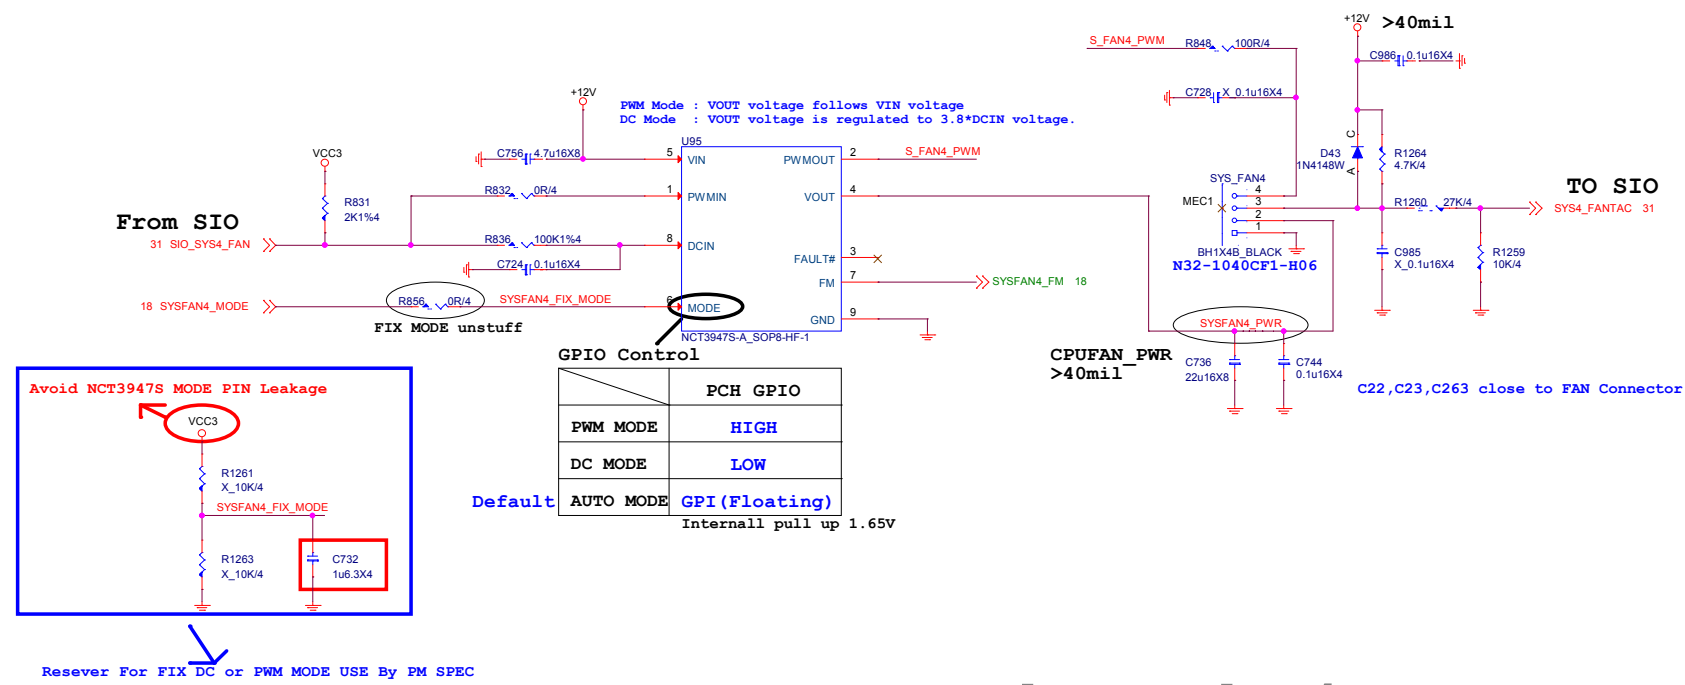 +12V
>40mil
S_FAN4_PWM
R848
100R/4
C986
0.1u16X4
+12V
C728
X_0.1u16X4
PWM Mode : VOUT voltage follows VIN voltage
DC Mode : VOUT voltage is regulated to 3.8*DCIN voltage.
U95
VCC3
C756
4.7u16X8
5
VIN
PWMOUT
2
S_FAN4_PWM
C
D43
1N4148W
A
R1264
4.7K/4
R831
2K1%4
R832
0R/4
1
PWMIN
VOUT
4
SYS_FAN4
MEC1
4
3
2
1
R1260
27K/4
TO SIO
SYS4_FANTAC 31
From SIO
31 SIO_SYS4_FAN
R836
100K1%4
8
DCIN
C724
0.1u16X4
FAULT#
3
BH1X4B_BLACK
N32-1040CF1-H06
C985
X_0.1u16X4
R1259
10K/4
FM
7
SYSFAN4_FM 18
18 SYSFAN4_MODE
R856
0R/4
SYSFAN4_FIX_MODE
6
MODE
FIX MODE unstuff
GND
9
NCT3947S-A_SOP8-HF-1
SYSFAN4_PWR
GPIO Control
CPUFAN_PWR
>40mil
C736
22u16X8
C744
0.1u16X4
C22,C23,C263 close to FAN Connector
PCH GPIO
PWM MODE
HIGH
DC MODE
LOW
Default
AUTO MODE
GPI(Floating)
Internall pull up 1.65V
Avoid NCT3947S MODE PIN Leakage
VCC3
R1261
X_10K/4
SYSFAN4_FIX_MODE
R1263
X_10K/4
C732
1u6.3X4
Resever For FIX DC or PWM MODE USE By PM SPEC